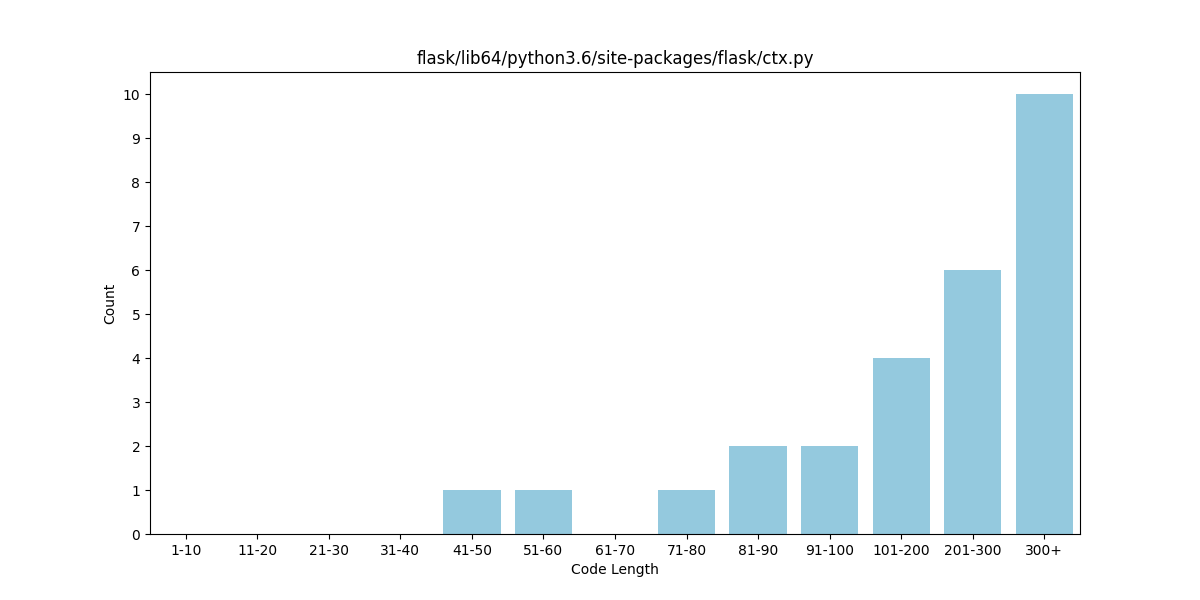 flask/lib64/python3.6/site-packages/flask/ctx.py
10
9
8
7
6
5
4
3
2
1
0
Count
1-10 11-20 21-30 31-40 41-50 51-60 61-70 71-80 81-90 91-100 101-200 201-300 300+
Code Length